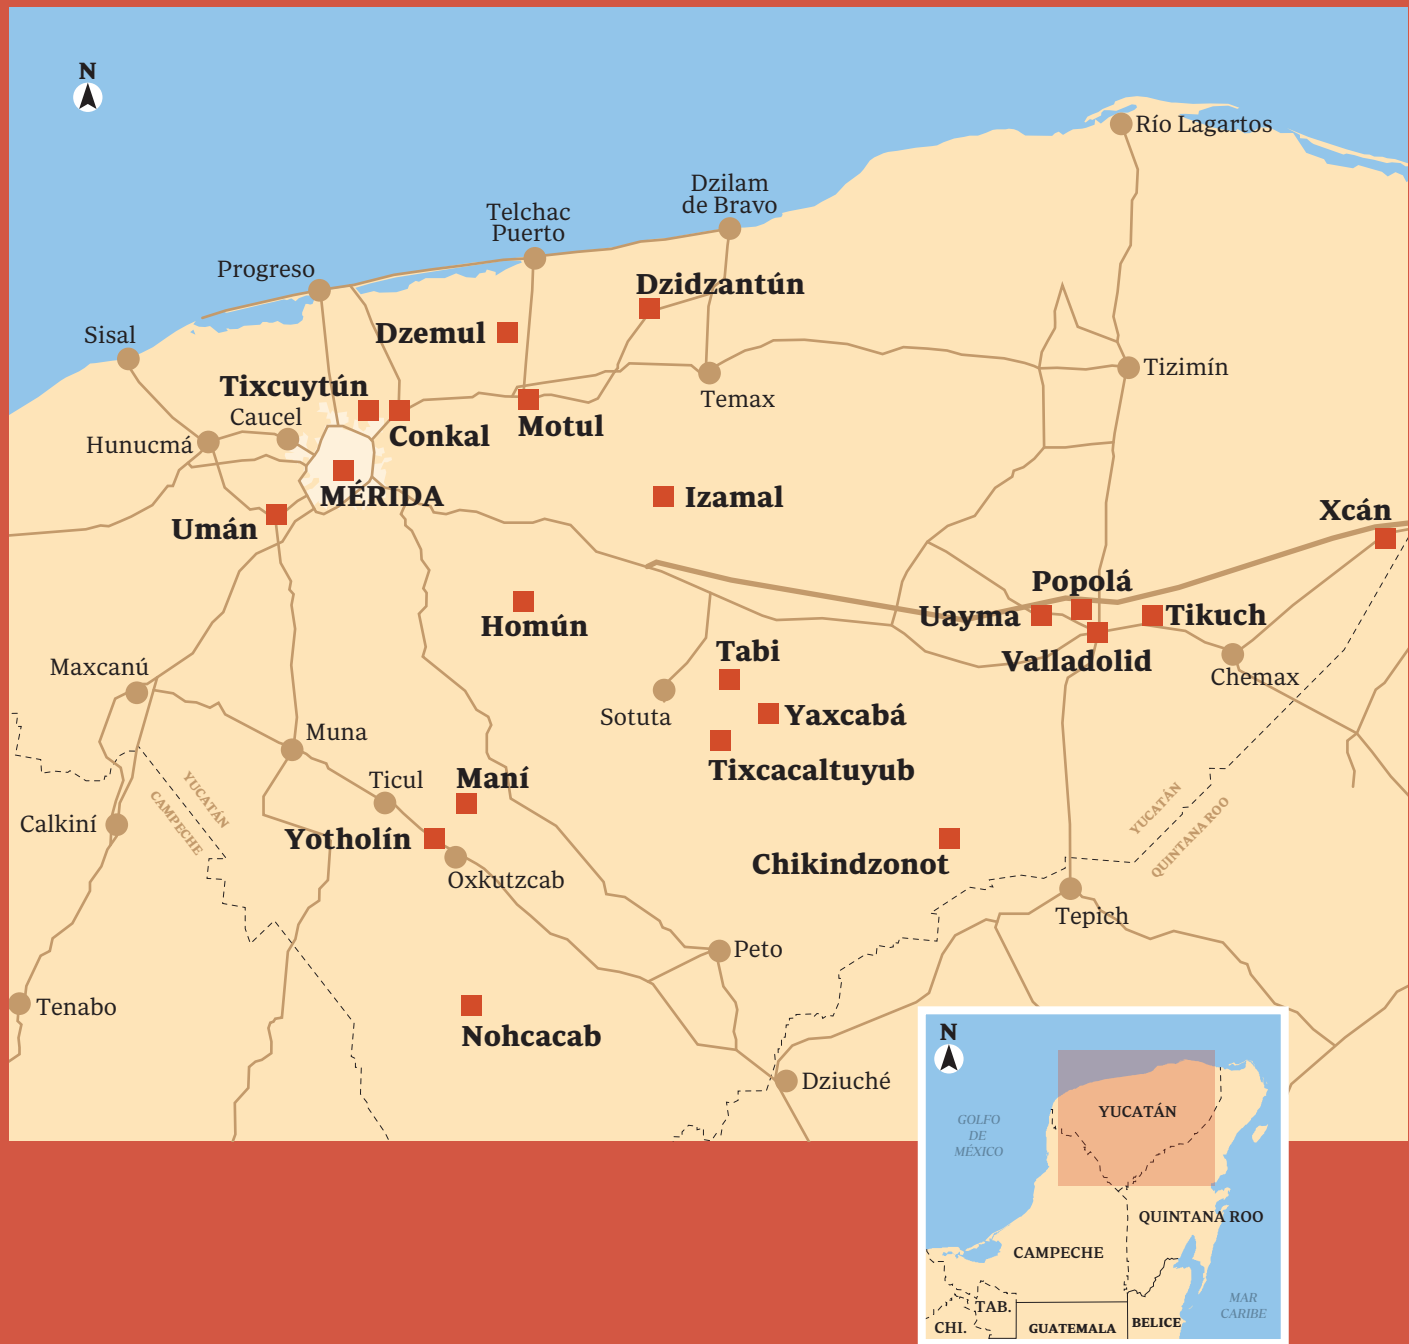 N
Río Lagartos
Dzilam
de Bravo
Telchac
Puerto
Progreso
Dzidzantún
Sisal
Dzemul
Tizimín
Tixcuytún
Temax
Caucel
Conkal
Motul
Hunucmá
MÉRIDA
Izamal
Umán
Xcán
Popolá
Uayma
Tikuch
Homún
Valladolid
Tabi
Maxcanú
Chemax
Sotuta
Yaxcabá
Muna
Tixcacaltuyub
Ticul
Maní
YUCATÁN
CAMPECHE
YUCATÁN
QUINTANA ROO
Calkiní
Yotholín
Chikindzonot
Oxkutzcab
Tepich
Peto
Tenabo
Nohcacab
Dziuché
N
YUCATÁN
GOLFO
DE
MÉXICO
QUINTANA ROO
CAMPECHE
MAR
CARIBE
TAB.
CHI.
GUATEMALA
BELICE